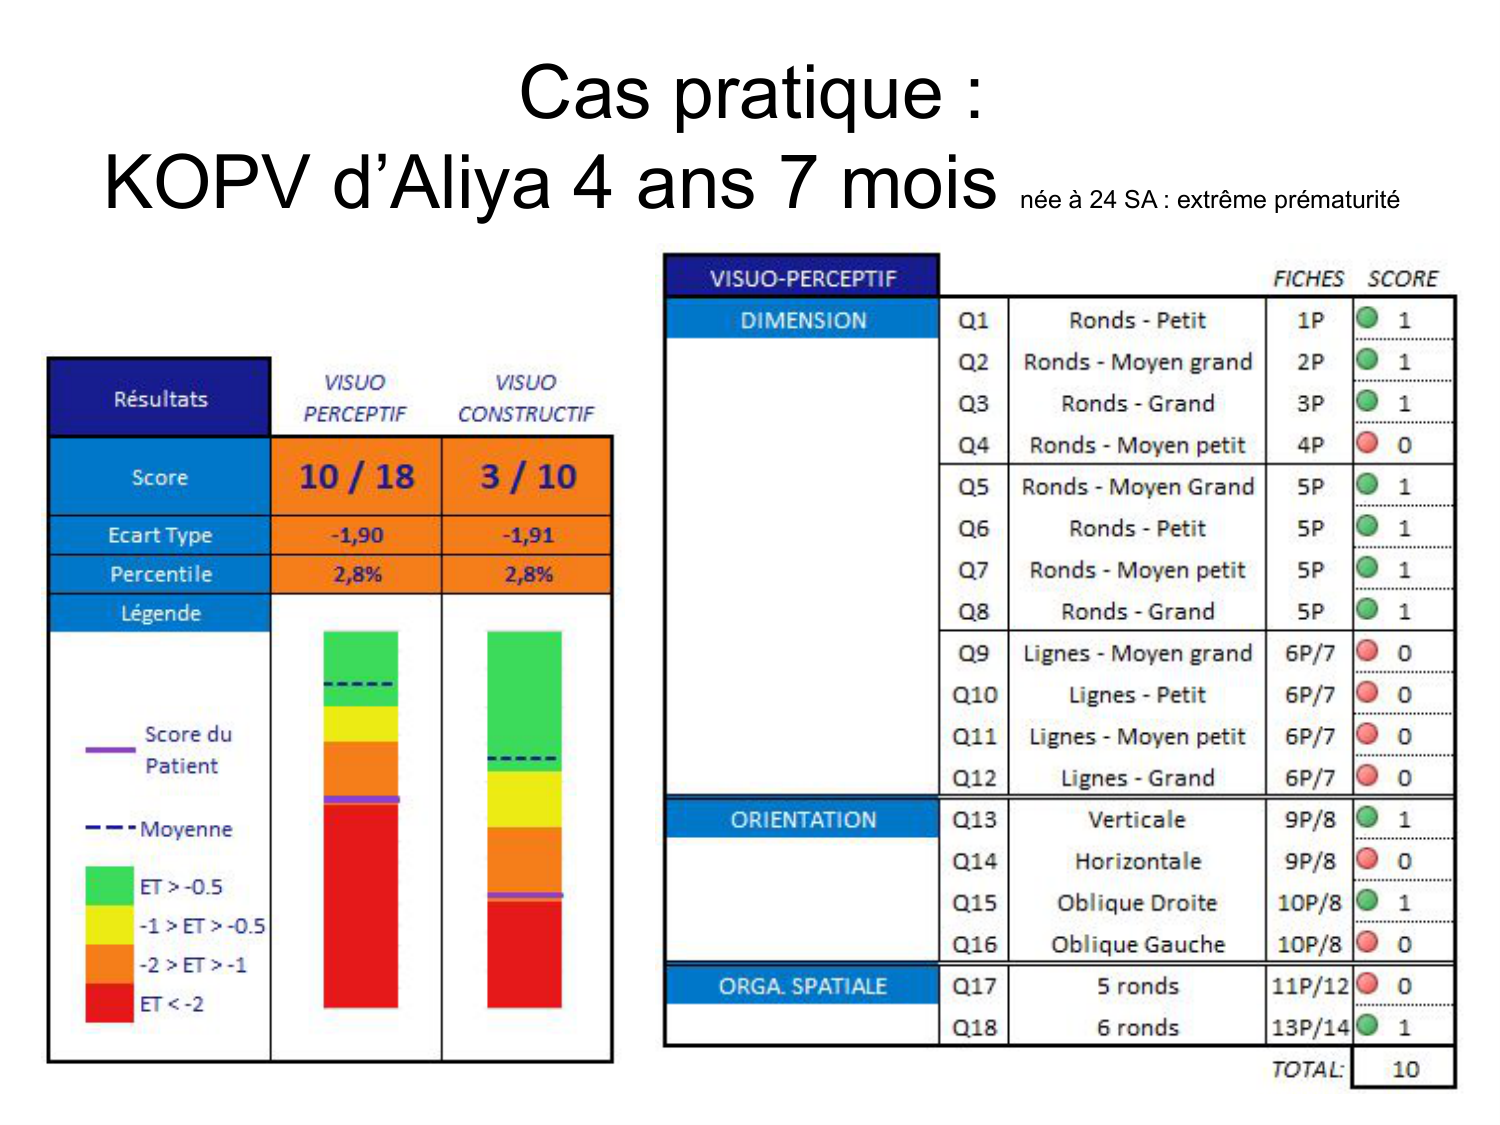 Cas pratique :
KOPV d’Aliya 4 ans 7 mois née à 24 SA : extrême prématurité
Résultats VISUO PERCEPTIF VISUO CONSTRUCTIF
Score 10 / 18 3 / 10
Ecart Type -1,90 -1,91
Percentile 2,8% 2,8%
Légende
Score du
Patient
Moyenne
ET > -0.5
-1 > ET > -0.5
-2 > ET > -1
ET < -2
VISUO-PERCEPTIF FICHES SCORE
DIMENSION Q1 Ronds - Petit 1P 1
Q2 Ronds - Moyen grand 2P 1
Q3 Ronds - Grand 3P 1
Q4 Ronds - Moyen petit 4P 0
Q5 Ronds - Moyen Grand 5P 1
Q6 Ronds - Petit 5P 1
Q7 Ronds - Moyen petit 5P 1
Q8 Ronds - Grand 5P 1
Q9 Lignes - Moyen grand 6P/7 0
Q10 Lignes - Petit 6P/7 0
Q11 Lignes - Moyen petit 6P/7 0
Q12 Lignes - Grand 6P/7 0
ORIENTATION Q13 Verticale 9P/8 1
Q14 Horizontale 9P/8 0
Q15 Oblique Droite 10P/8 1
Q16 Oblique Gauche 10P/8 0
ORGA. SPATIALE Q17 5 ronds 11P/12 0
Q18 6 ronds 13P/14 1
TOTAL: 10